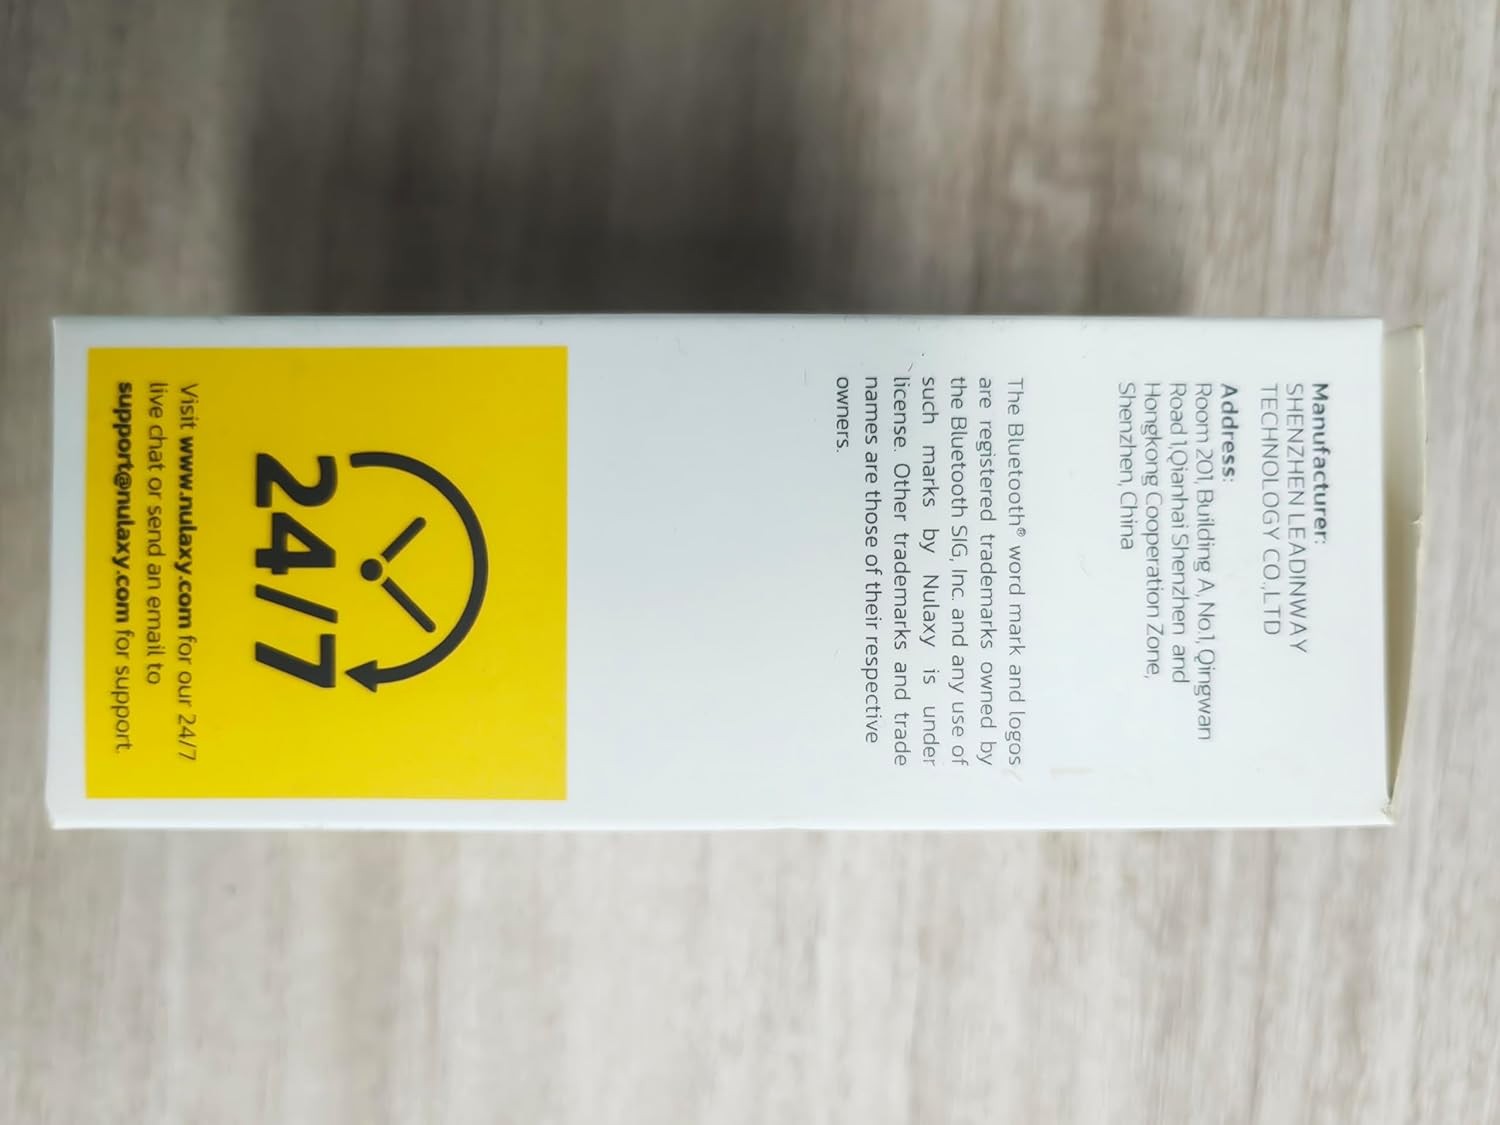 Manufacturer:
SHENZHEN LEADINWAY
TECHNOLOGY CO.,LTD
Address:
Room 201, Building A, No.1, Qingwan
Road 1,Qianhai Shenzhen and
Hongkong Cooperation Zone,
Shenzhen, China
The Bluetooth® word mark and logos
are registered trademarks owned by
the Bluetooth SIG, Inc. and any use of
such marks by Nulaxy is under
license. Other trademarks and trade
names are those of their respective
owners.
24/7
Visit www.nulaxy.com for our 24/7
live chat or send an email to
support@nulaxy.com for support.